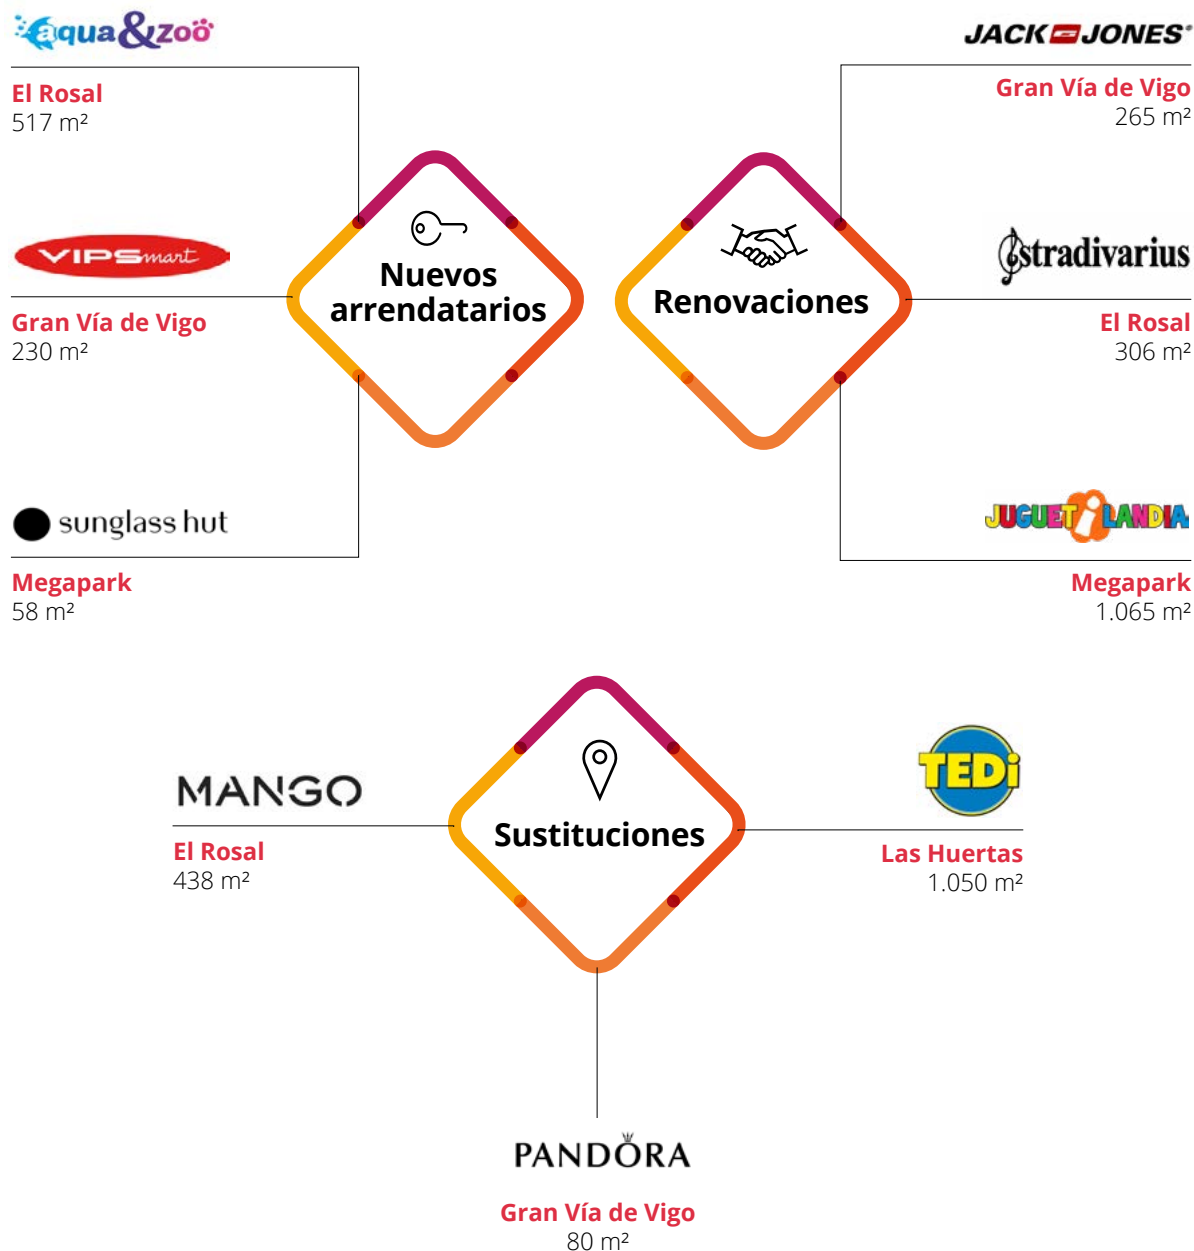 aqua&zoo
El Rosal
517 m²
VIPSmart
Gran Vía de Vigo
230 m²
sunglass hut
Megapark
58 m²
Nuevos
arrendatarios
Renovaciones
JACK JONES®
Gran Vía de Vigo
265 m²
stradivarius
El Rosal
306 m²
JUGUETiLANDIA
Megapark
1.065 m²
Sustituciones
MANGO
El Rosal
438 m²
TEDi
Las Huertas
1.050 m²
PANDORA
Gran Vía de Vigo
80 m²